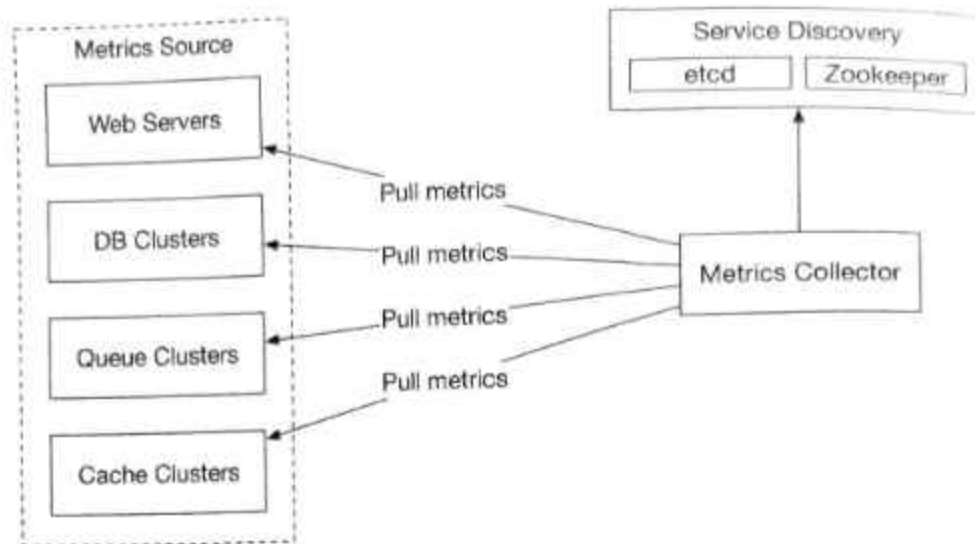 Metrics Source
Web Servers
DB Clusters
Queue Clusters
Cache Clusters
Pull metrics
Pull metrics
Pull metrics
Pull metrics
Service Discovery
etcd
Zookeeper
Metrics Collector